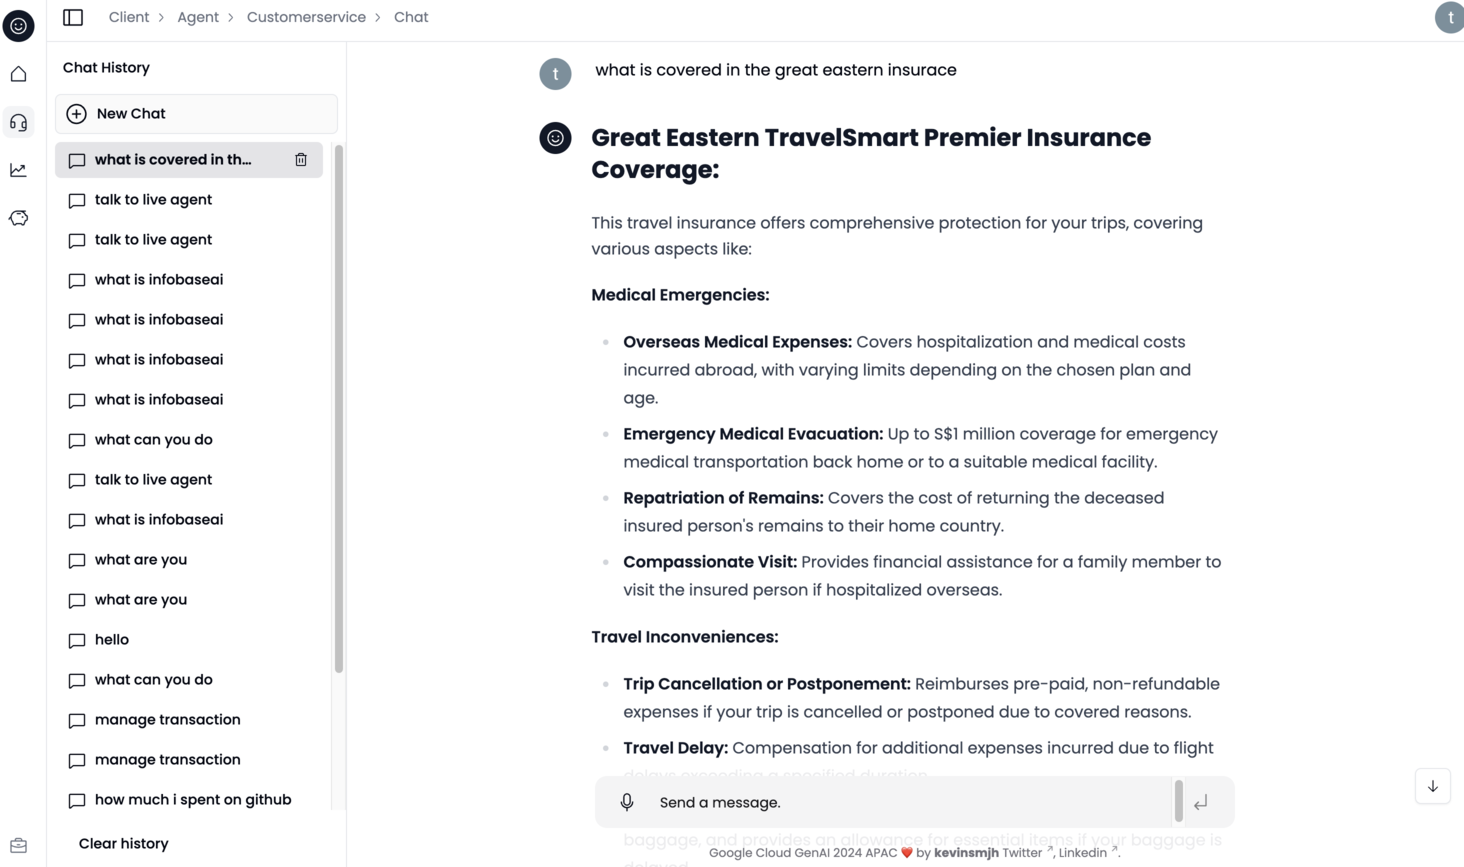 Client > Agent > Customerservice > Chat
t
Chat History
New Chat
what is covered in th...
talk to live agent
talk to live agent
what is infobaseai
what is infobaseai
what is infobaseai
what is infobaseai
what can you do
talk to live agent
what is infobaseai
what are you
what are you
hello
what can you do
manage transaction
manage transaction
how much i spent on github
Clear history
t
what is covered in the great eastern insurace
Great Eastern TravelSmart Premier Insurance
Coverage:
This travel insurance offers comprehensive protection for your trips, covering
various aspects like:
Medical Emergencies:
Overseas Medical Expenses: Covers hospitalization and medical costs
incurred abroad, with varying limits depending on the chosen plan and
age.
Emergency Medical Evacuation: Up to S$1 million coverage for emergency
medical transportation back home or to a suitable medical facility.
Repatriation of Remains: Covers the cost of returning the deceased
insured person's remains to their home country.
Compassionate Visit: Provides financial assistance for a family member to
visit the insured person if hospitalized overseas.
Travel Inconveniences:
Trip Cancellation or Postponement: Reimburses pre-paid, non-refundable
expenses if your trip is cancelled or postponed due to covered reasons.
Travel Delay: Compensation for additional expenses incurred due to flight
delays exceeding a specified duration.
Send a message.
baggage, and provides an allowance for essential items if your baggage is
Google Cloud GenAI 2024 APAC ❤️ by kevinsmjh Twitter ↗, Linkedin ↗.
delayed.